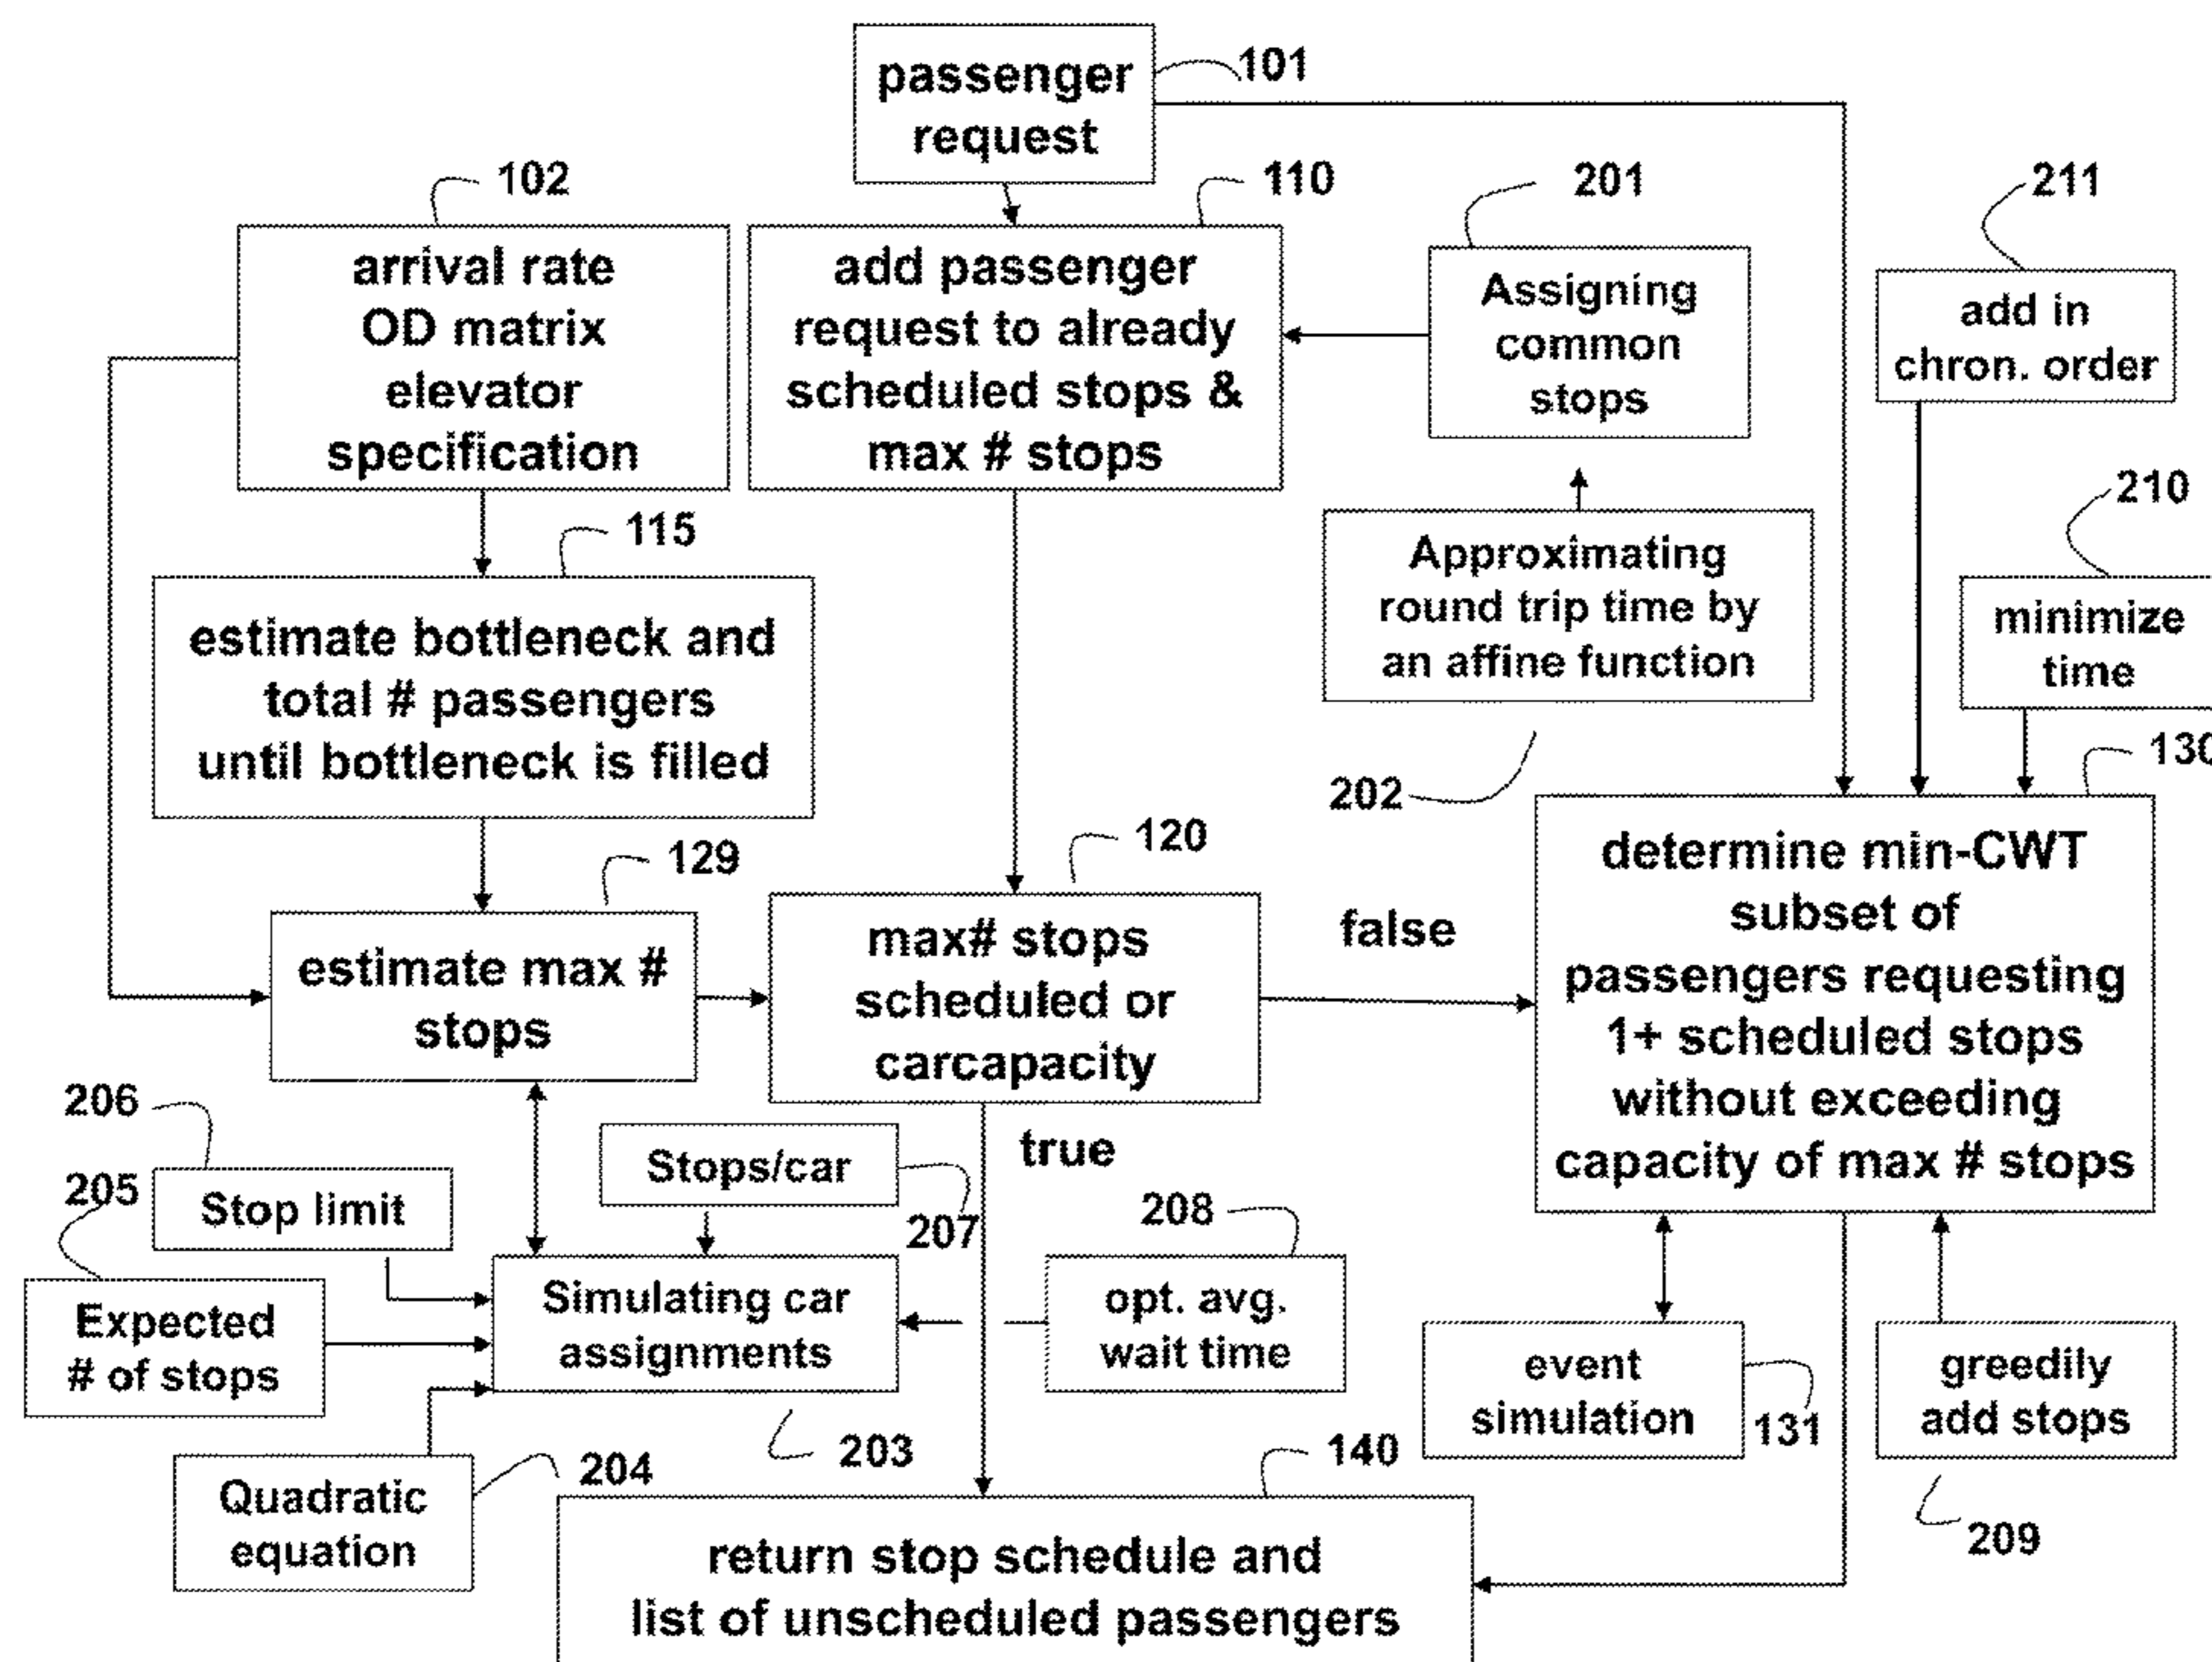 passenger
request
101
102
110
201
211
arrival rate
OD matrix
elevator
specification
add passenger
request to already
scheduled stops &
max # stops
Assigning
common
stops
add in
chron. order
210
115
Approximating
round trip time by
an affine function
minimize
time
estimate bottleneck and
total # passengers
until bottleneck is filled
202
130
129
120
estimate max #
stops
max# stops
scheduled or
carcapacity
false
true
determine min-CWT
subset of
passengers requesting
1+ scheduled stops
without exceeding
capacity of max # stops
206
Stop limit
Stops/car
207
208
205
Expected
# of stops
Simulating car
assignments
opt. avg.
wait time
event
simulation
131
greedily
add stops
Quadratic
equation
204
203
140
209
return stop schedule and
list of unscheduled passengers